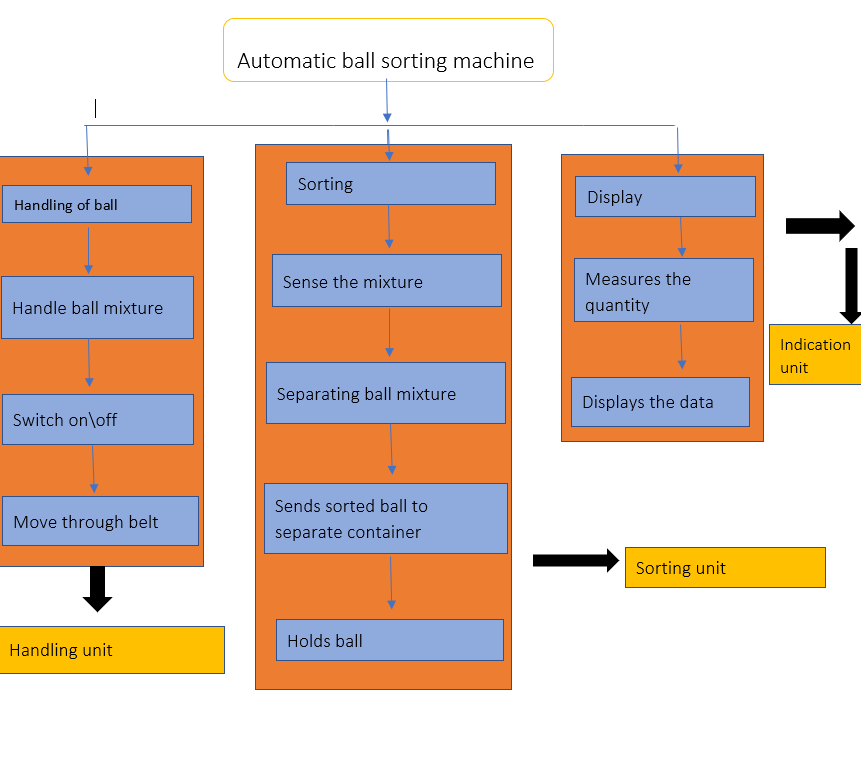 Automatic ball sorting machine
Handling of ball
Handle ball mixture
Switch on\off
Move through belt
Handling unit
Sorting
Sense the mixture
Separating ball mixture
Sends sorted ball to
separate container
Holds ball
Sorting unit
Display
Measures the
quantity
Displays the data
Indication
unit